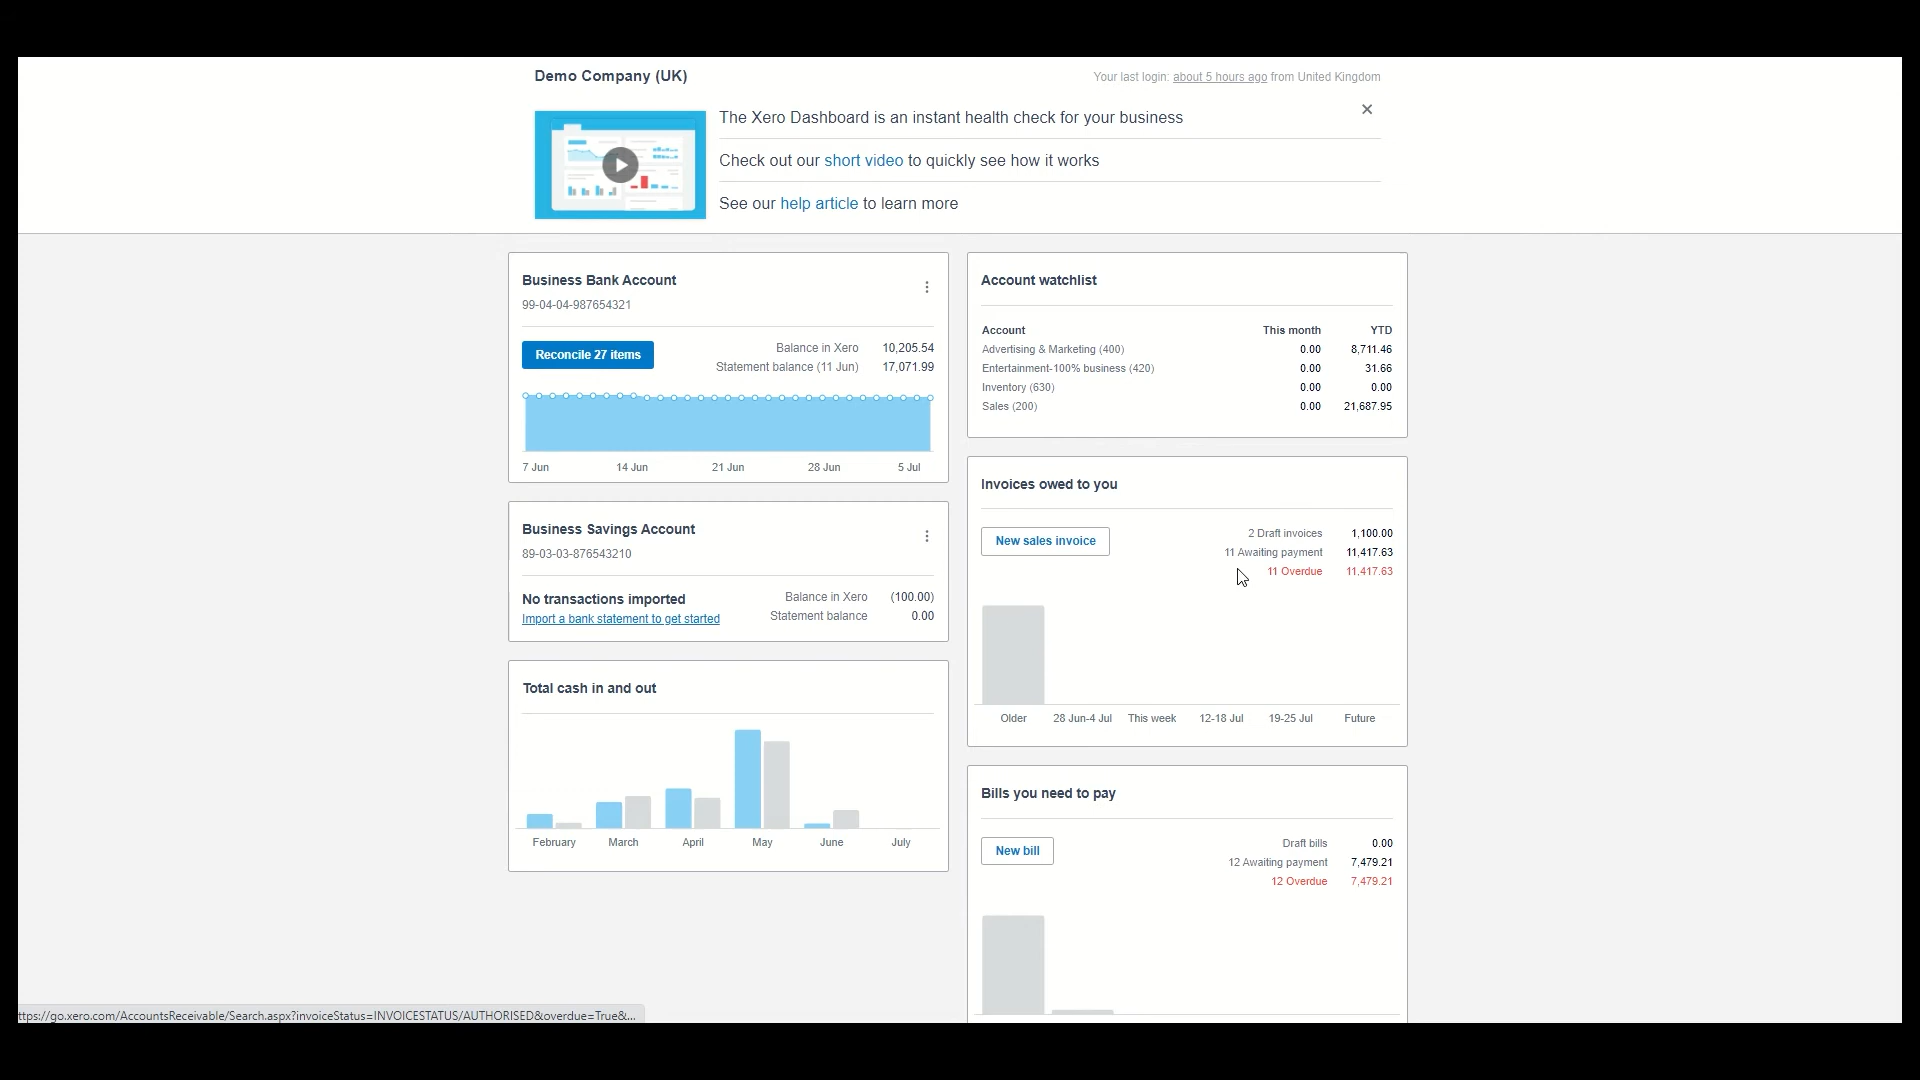 Demo Company (UK)
Your last login: about 5 hours ago from United Kingdom
The Xero Dashboard is an instant health check for your business
Check out our short video to quickly see how it works
See our help article to learn more
Business Bank Account
99-04-04-987654321
Reconcile 27 items
Balance in Xero 10,205.54
Statement balance (11 Jun) 17,071.99
7 Jun 14 Jun 21 Jun 28 Jun 5 Jul
Business Savings Account
89-03-03-876543210
No transactions imported
Import a bank statement to get started
Balance in Xero (100.00)
Statement balance 0.00
Total cash in and out
February March April May June July
Account watchlist
Account This month YTD
Advertising & Marketing (400) 0.00 8,711.46
Entertainment-100% business (420) 0.00 31.66
Inventory (630) 0.00 0.00
Sales (200) 0.00 21,687.95
Invoices owed to you
New sales invoice
2 Draft invoices 1,100.00
11 Awaiting payment 11,417.63
11 Overdue 11,417.63
Older 28 Jun-4 Jul This week 12-18 Jul 19-25 Jul Future
Bills you need to pay
New bill
Draft bills 0.00
12 Awaiting payment 7,479.21
12 Overdue 7,479.21
ttps://go.xero.com/AccountsReceivable/Search.aspx?invoiceStatus=INVOICESTATUS/AUTHORISED&overdue=True&...